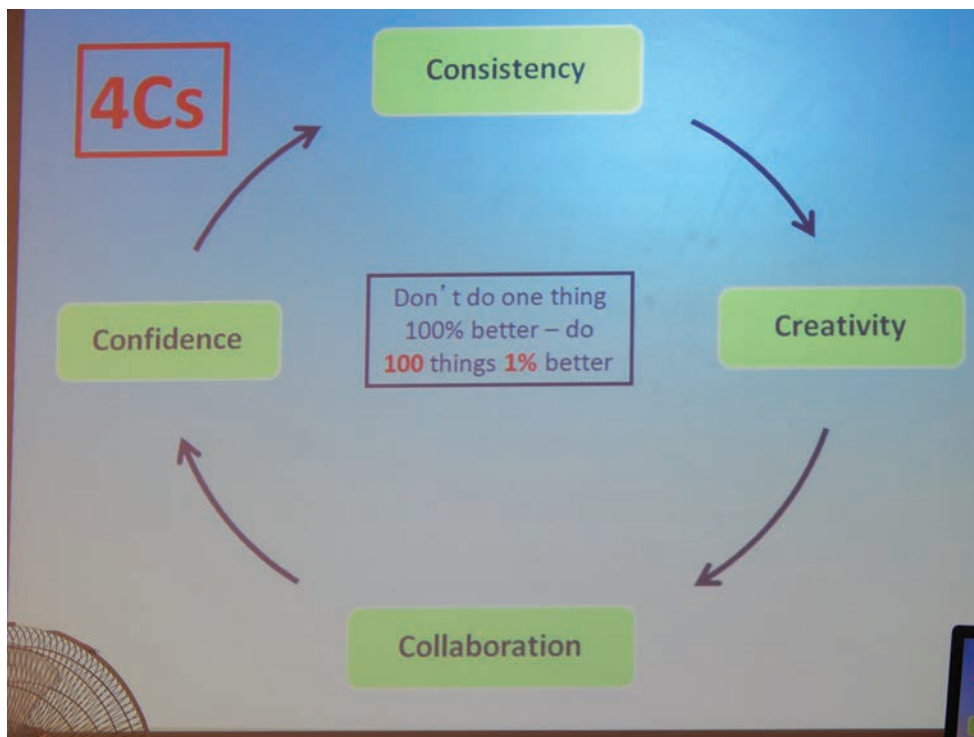 4Cs
Consistency
Creativity
Confidence
Don't do one thing
100% better – do
100 things 1% better
Collaboration